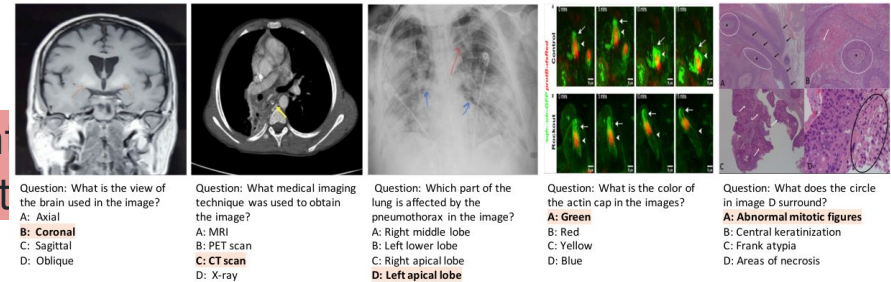 Question: What is the view of
the brain used in the image?
A: Axial
B: Coronal
C: Sagittal
D: Oblique
Question: What medical imaging
technique was used to obtain
the image?
A: MRI
B: PET scan
C: CT scan
D: X-ray
Question: Which part of the
lung is affected by the
pneumothorax in the image?
A: Right middle lobe
B: Left lower lobe
C: Right apical lobe
D: Left apical lobe
Control
Knockout
Question: What is the color of
the actin cap in the images?
A: Green
B: Red
C: Yellow
D: Blue
A
B
C
D
Question: What does the circle
in image D surround?
A: Abnormal mitotic figures
B: Central keratinization
C: Frank atypia
D: Areas of necrosis